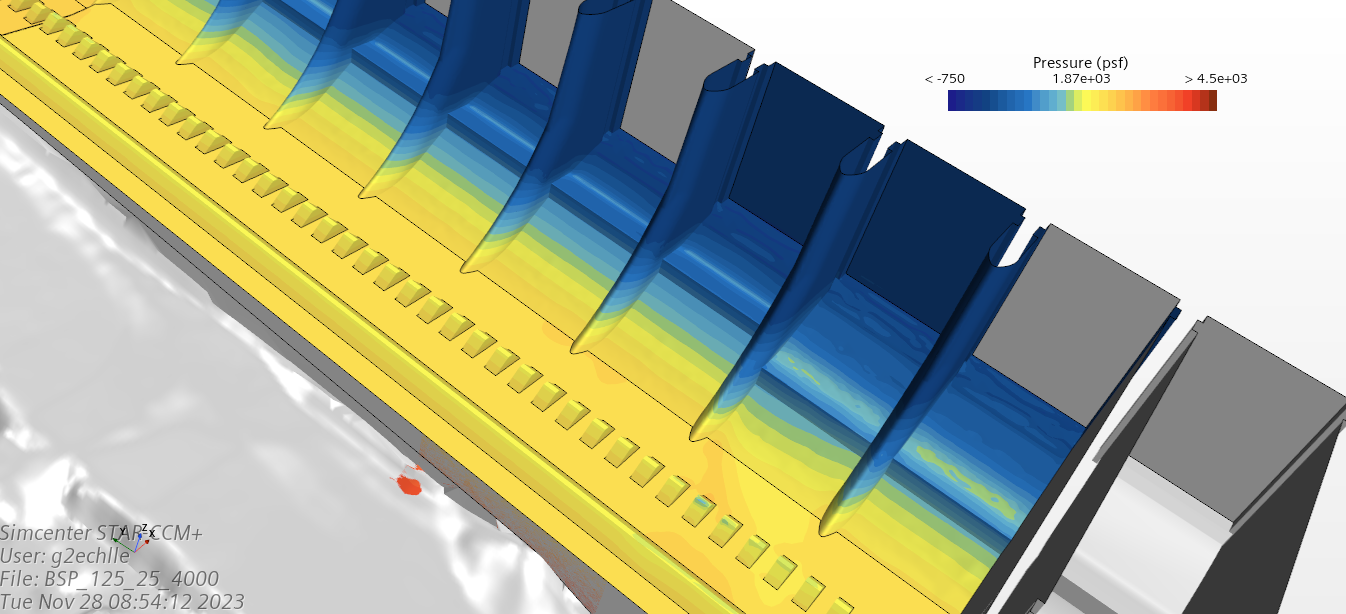 Pressure (psf)
< -750 1.87e+03 > 4.5e+03
Simcenter STAR-CCM+
User: g2echlle
File: BSP_125_25_4000
Tue Nov 28 08:54:12 2023
Z
X